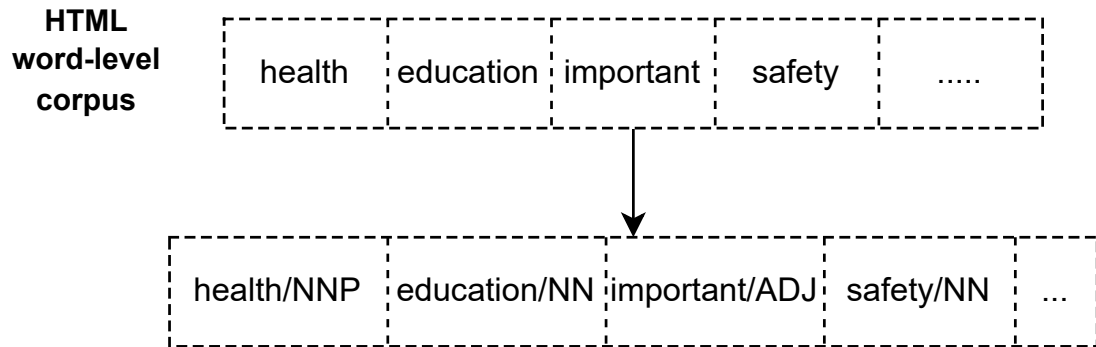 HTML
word-level
corpus
health education important safety .....
health/NNP education/NN important/ADJ safety/NN ...